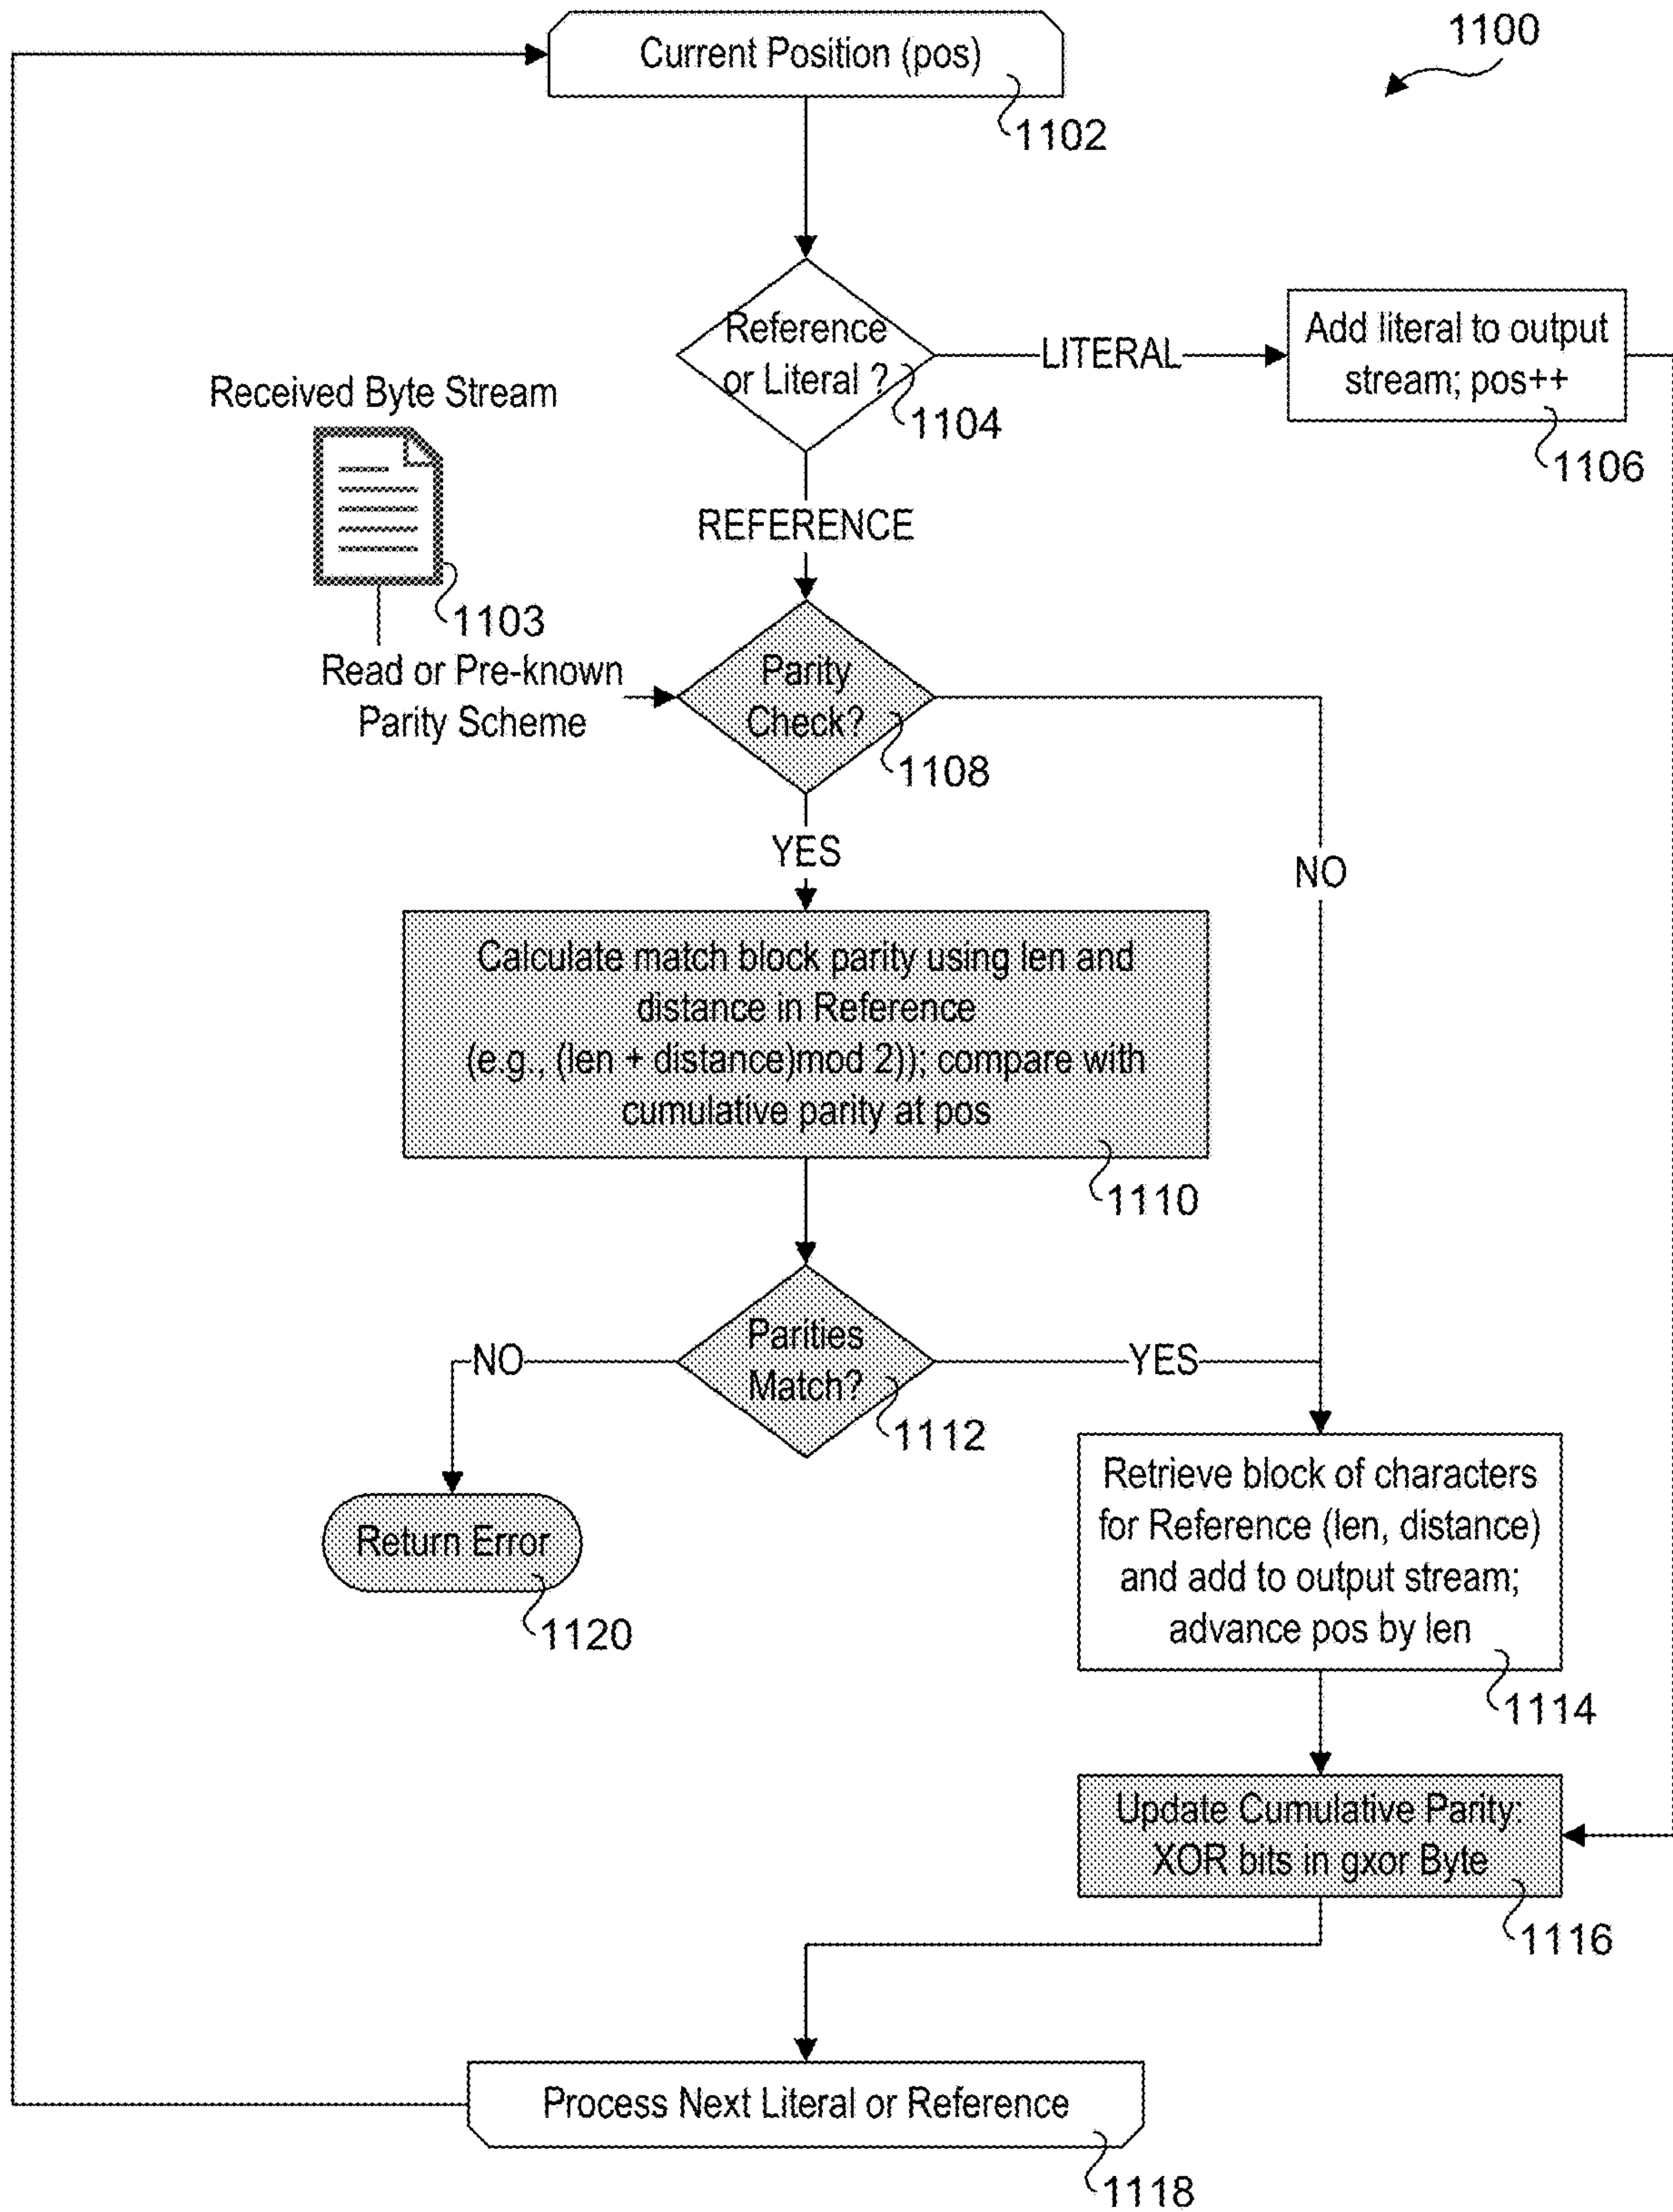 1100
Current Position (pos)
1102
Reference
or Literal ?
1104
LITERAL
Add literal to output
stream; pos++
1106
Received Byte Stream
1103
REFERENCE
Read or Pre-known
Parity Scheme
Parity
Check?
1108
YES
NO
Calculate match block parity using len and
distance in Reference
(e.g., (len + distance)mod 2)); compare with
cumulative parity at pos
1110
Parities
Match?
1112
NO
YES
Return Error
1120
Retrieve block of characters
for Reference (len, distance)
and add to output stream;
advance pos by len
1114
Update Cumulative Parity:
XOR bits in gxor Byte
1116
Process Next Literal or Reference
1118